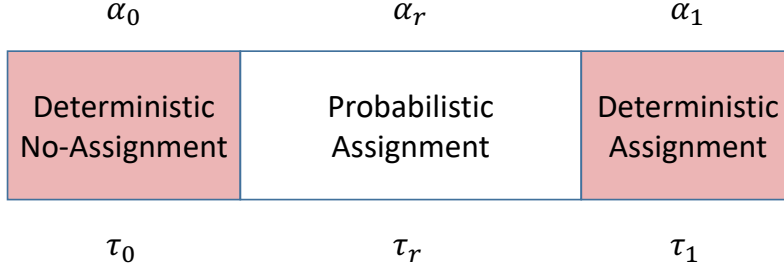 α₀ αᵣ α₁
Deterministic No-Assignment
Probabilistic Assignment
Deterministic Assignment
τ₀ τᵣ τ₁